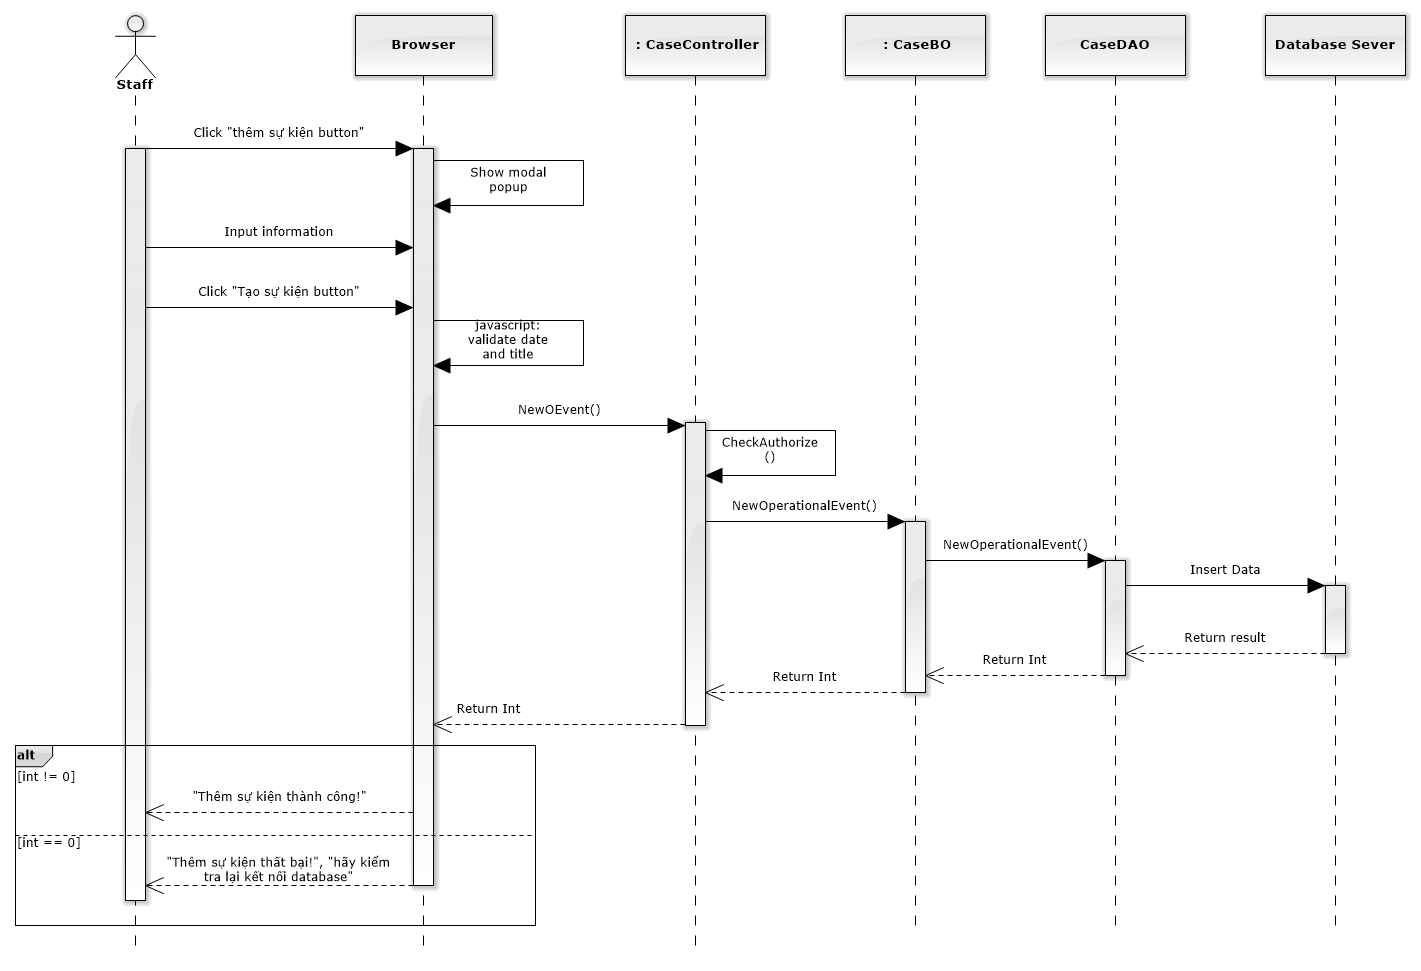 Staff
Browser
: CaseController
: CaseBO
CaseDAO
Database Sever
Click "thêm sự kiện button"
Show modal
popup
Input information
Click "Tạo sự kiện button"
javascript:
validate date
and title
NewOEvent()
CheckAuthorize
()
NewOperationalEvent()
NewOperationalEvent()
Insert Data
Return result
Return Int
Return Int
Return Int
alt
[int != 0]
"Thêm sự kiện thành công!"
[int == 0]
"Thêm sự kiện thất bại!", "hãy kiểm
tra lại kết nối database"